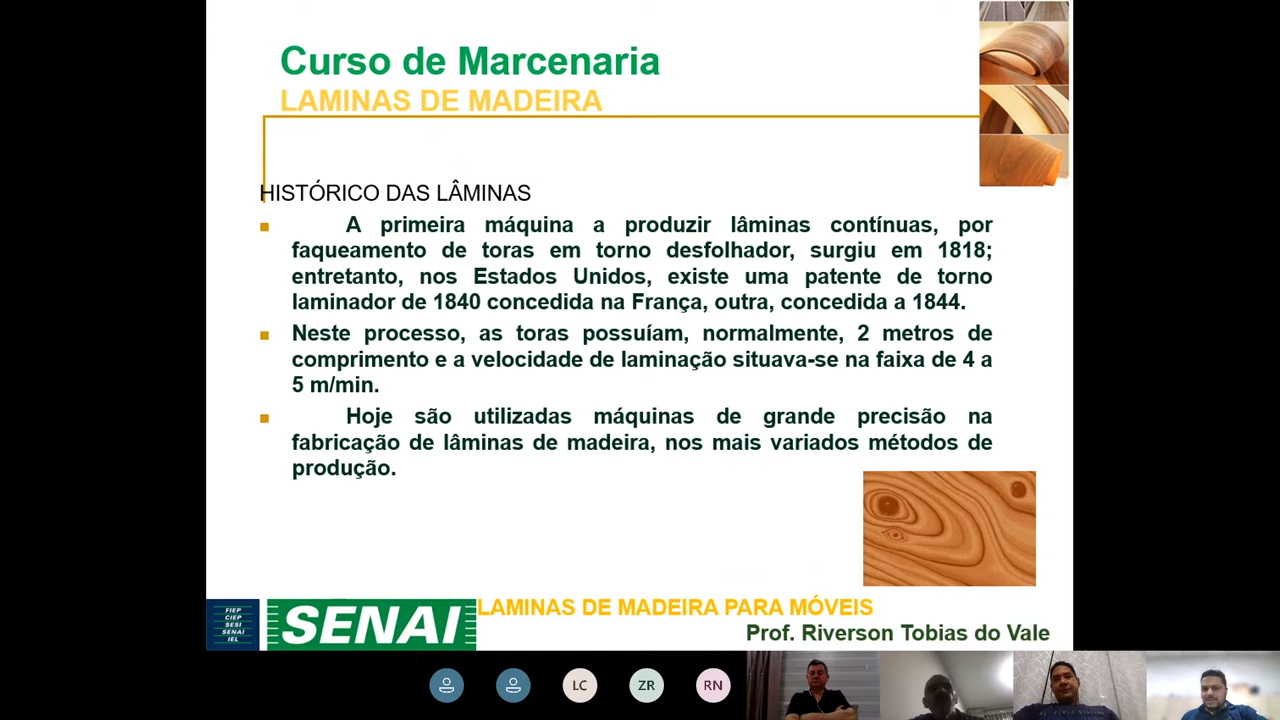 Curso de Marcenaria
LAMINAS DE MADEIRA
HISTÓRICO DAS LÂMINAS
A primeira máquina a produzir lâminas contínuas, por
faqueamento de toras em torno desfolhador, surgiu em 1818;
entretanto, nos Estados Unidos, existe uma patente de torno
laminador de 1840 concedida na França, outra, concedida a 1844.
Neste processo, as toras possuíam, normalmente, 2 metros de
comprimento e a velocidade de laminação situava-se na faixa de 4 a
5 m/min.
Hoje são utilizadas máquinas de grande precisão na
fabricação de lâminas de madeira, nos mais variados métodos de
produção.
FIEP
CIEP
SESI
SENAI
IEL
SENAI
LAMINAS DE MADEIRA PARA MÓVEIS
Prof. Riverson Tobias do Vale
LC
ZR
RN